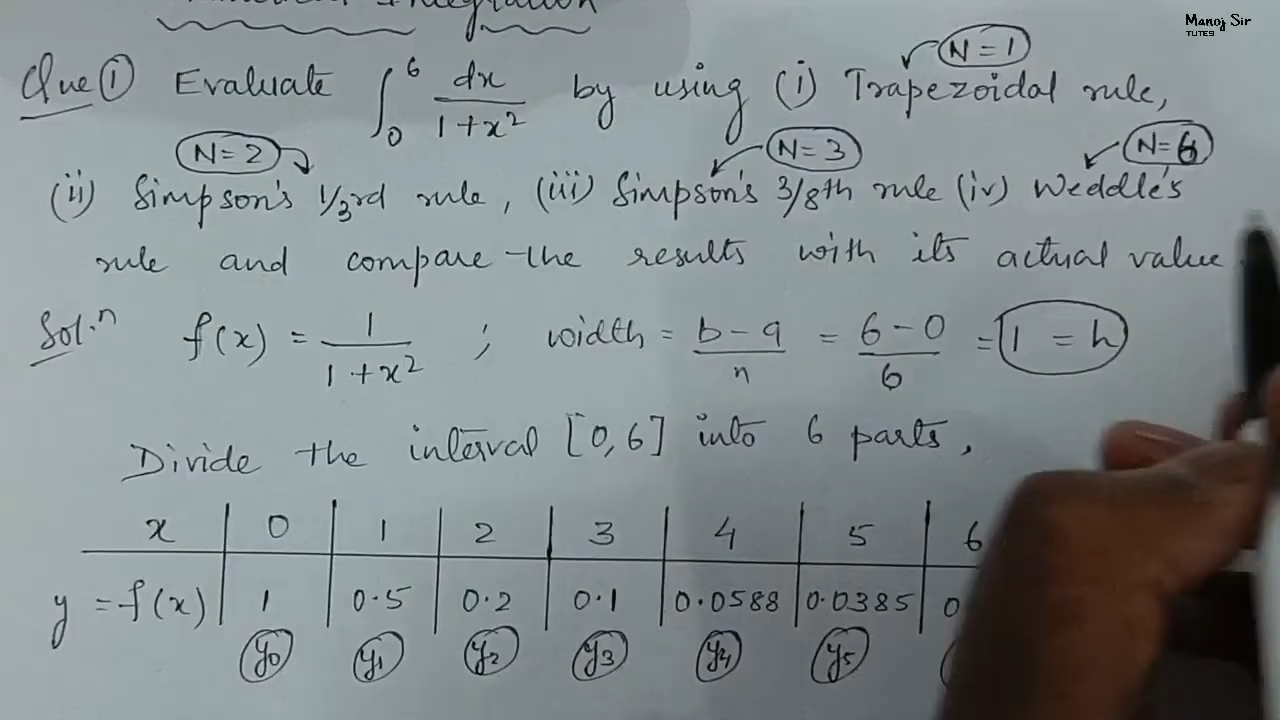 Manoj Sir
TUTES
Integration
N=1
Que ① Evaluate ∫₀⁶ dx/(1+x²) by using (i) Trapezoidal rule,
N=2 N=3 N=6
(ii) Simpson's 1/3rd rule, (iii) Simpson's 3/8th rule (iv) Weddle's
rule and compare the results with its actual value.
Sol.ⁿ f(x) = 1/(1+x²) ; width = (b-a)/n = (6-0)/6 = 1 = h
Divide the interval [0,6] into 6 parts,
x 0 1 2 3 4 5 6
y = f(x) 1 0.5 0.2 0.1 0.0588 0.0385 0
y₀ y₁ y₂ y₃ y₄ y₅